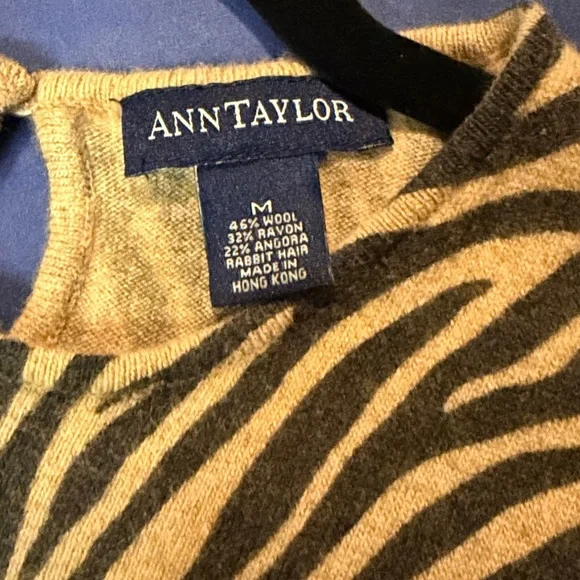 ANN TAYLOR
M
46% WOOL
32% RAYON
22% ANGORA
RABBIT HAIR
MADE IN
HONG KONG